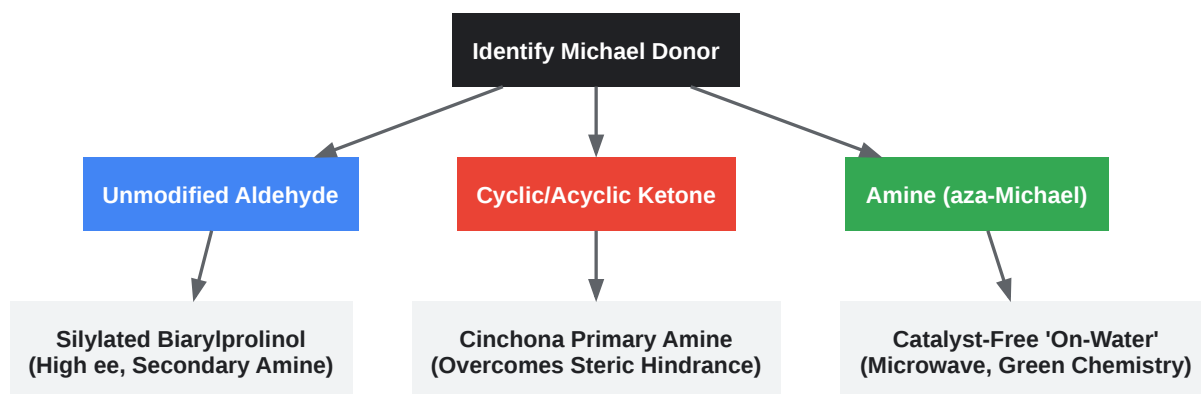 Identify Michael Donor
Unmodified Aldehyde
Cyclic/Acyclic Ketone
Amine (aza-Michael)
Silylated Biarylprolinol
(High ee, Secondary Amine)
Cinchona Primary Amine
(Overcomes Steric Hindrance)
Catalyst-Free 'On-Water'
(Microwave, Green Chemistry)